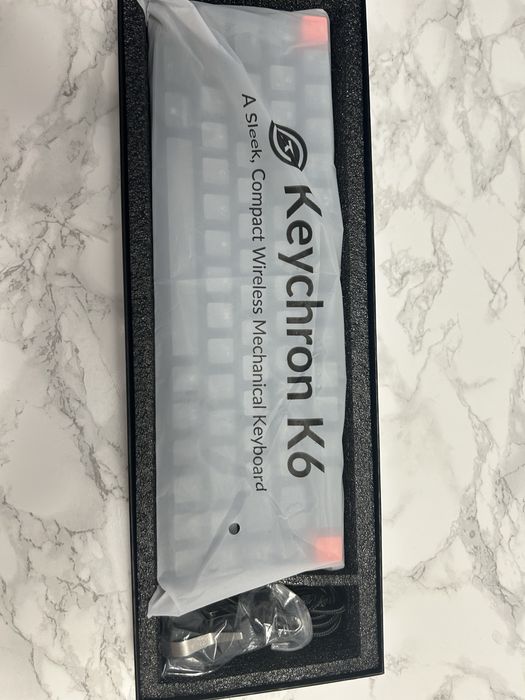 Keychron K6
A Sleek, Compact Wireless Mechanical Keyboard